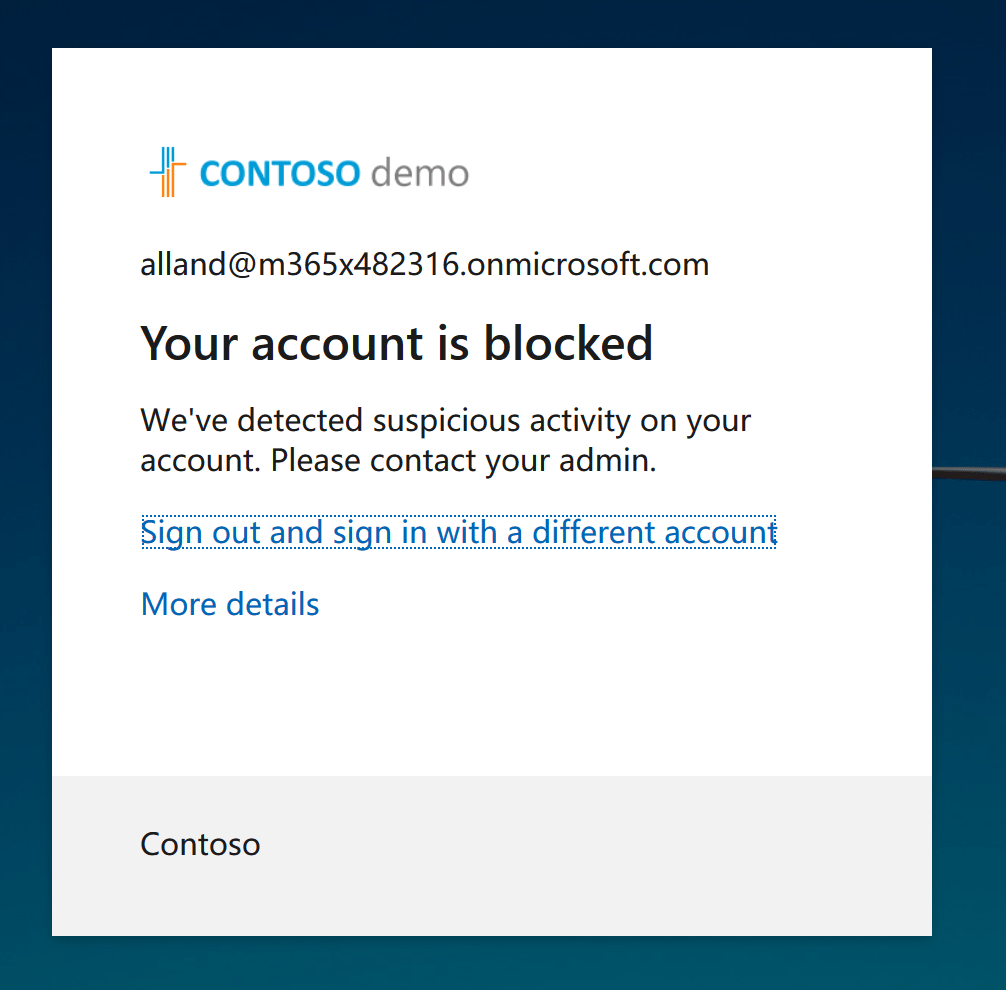 CONTOSO demo
alland@m365x482316.onmicrosoft.com
Your account is blocked
We've detected suspicious activity on your
account. Please contact your admin.
Sign out and sign in with a different account
More details
Contoso